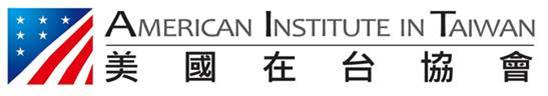 AMERICAN INSTITUTE IN TAIWAN
美國在台協會